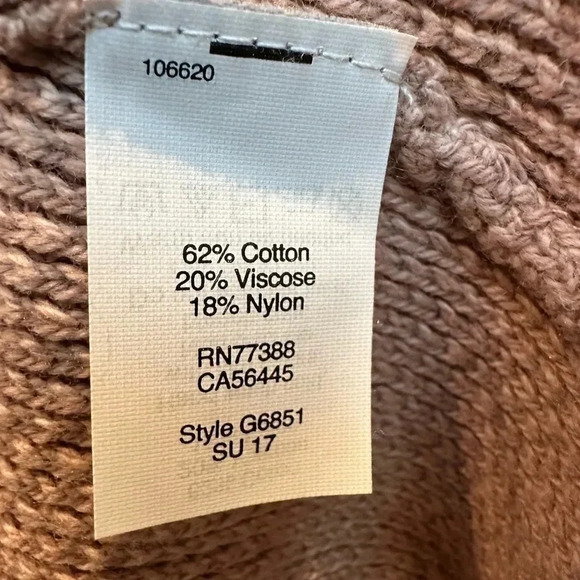 106620
62% Cotton
20% Viscose
18% Nylon
RN77388
CA56445
Style G6851
SU 17